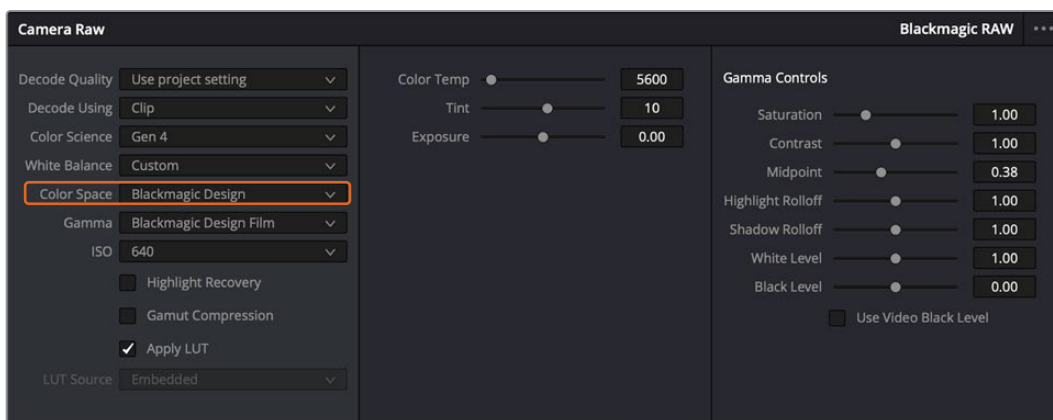 Camera Raw
Blackmagic RAW
Decode Quality Use project setting
Decode Using Clip
Color Science Gen 4
White Balance Custom
Color Space Blackmagic Design
Gamma Blackmagic Design Film
ISO 640
Highlight Recovery
Gamut Compression
Apply LUT
LUT Source Embedded
Color Temp 5600
Tint 10
Exposure 0.00
Gamma Controls
Saturation 1.00
Contrast 1.00
Midpoint 0.38
Highlight Rolloff 1.00
Shadow Rolloff 1.00
White Level 1.00
Black Level 0.00
Use Video Black Level